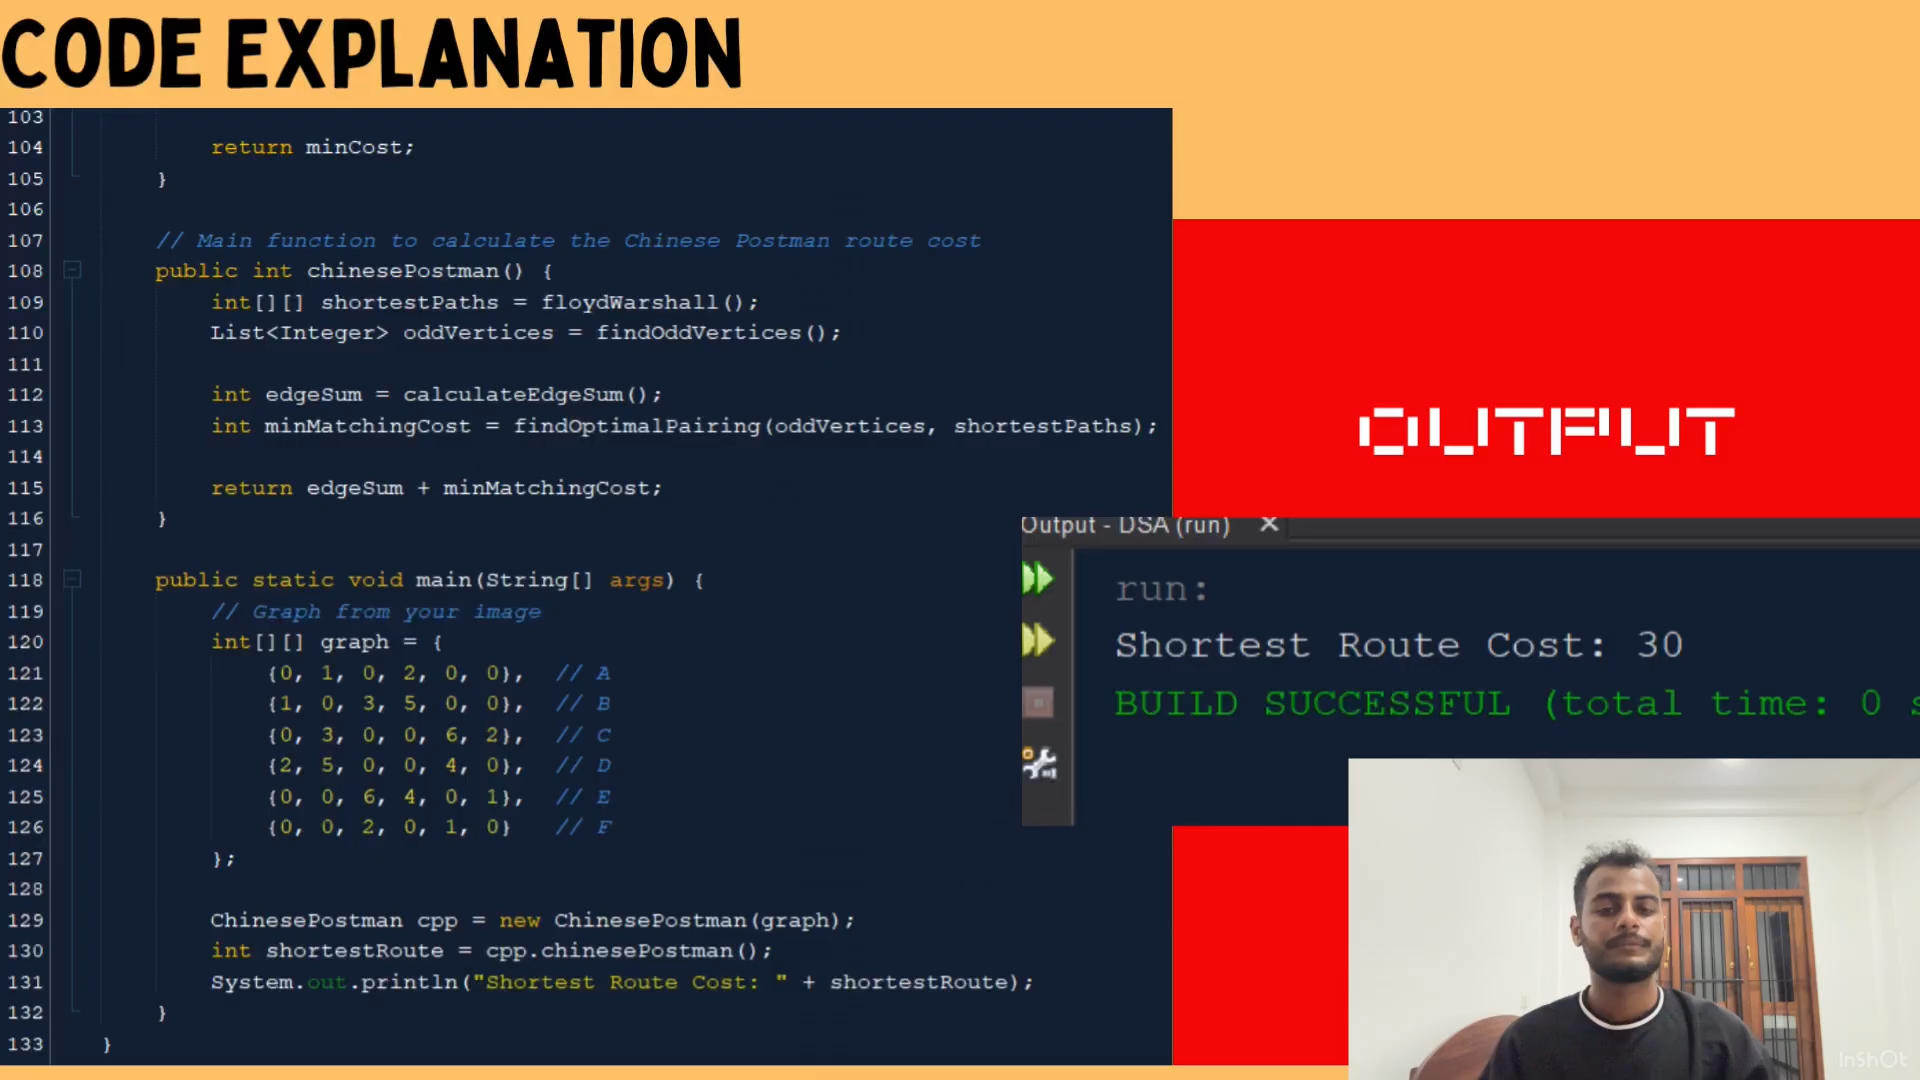 CODE EXPLANATION
103
104 return minCost;
105 }
106
107 // Main function to calculate the Chinese Postman route cost
108 public int chinesePostman() {
109 int[][] shortestPaths = floydWarshall();
110 List<Integer> oddVertices = findOddVertices();
111
112 int edgeSum = calculateEdgeSum();
113 int minMatchingCost = findOptimalPairing(oddVertices, shortestPaths);
114
115 return edgeSum + minMatchingCost;
116 }
117
118 public static void main(String[] args) {
119 // Graph from your image
120 int[][] graph = {
121 {0, 1, 0, 2, 0, 0}, // A
122 {1, 0, 3, 5, 0, 0}, // B
123 {0, 3, 0, 0, 6, 2}, // C
124 {2, 5, 0, 0, 4, 0}, // D
125 {0, 0, 6, 4, 0, 1}, // E
126 {0, 0, 2, 0, 1, 0} // F
127 };
128
129 ChinesePostman cpp = new ChinesePostman(graph);
130 int shortestRoute = cpp.chinesePostman();
131 System.out.println("Shortest Route Cost: " + shortestRoute);
132 }
133 }
OUTPUT
Output - DSA (run) ×
run:
Shortest Route Cost: 30
BUILD SUCCESSFUL (total time: 0 s
InShOt